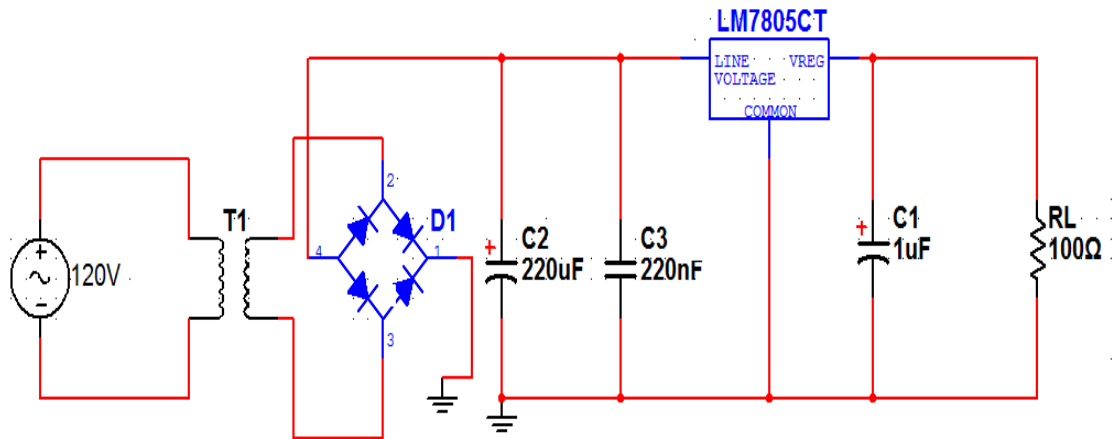 LM7805CT
LINE VREG
VOLTAGE
COMMON
2
T1
D1
4
1
3
+
120V
+
C2
220uF
C3
220nF
+
C1
1uF
RL
100Ω